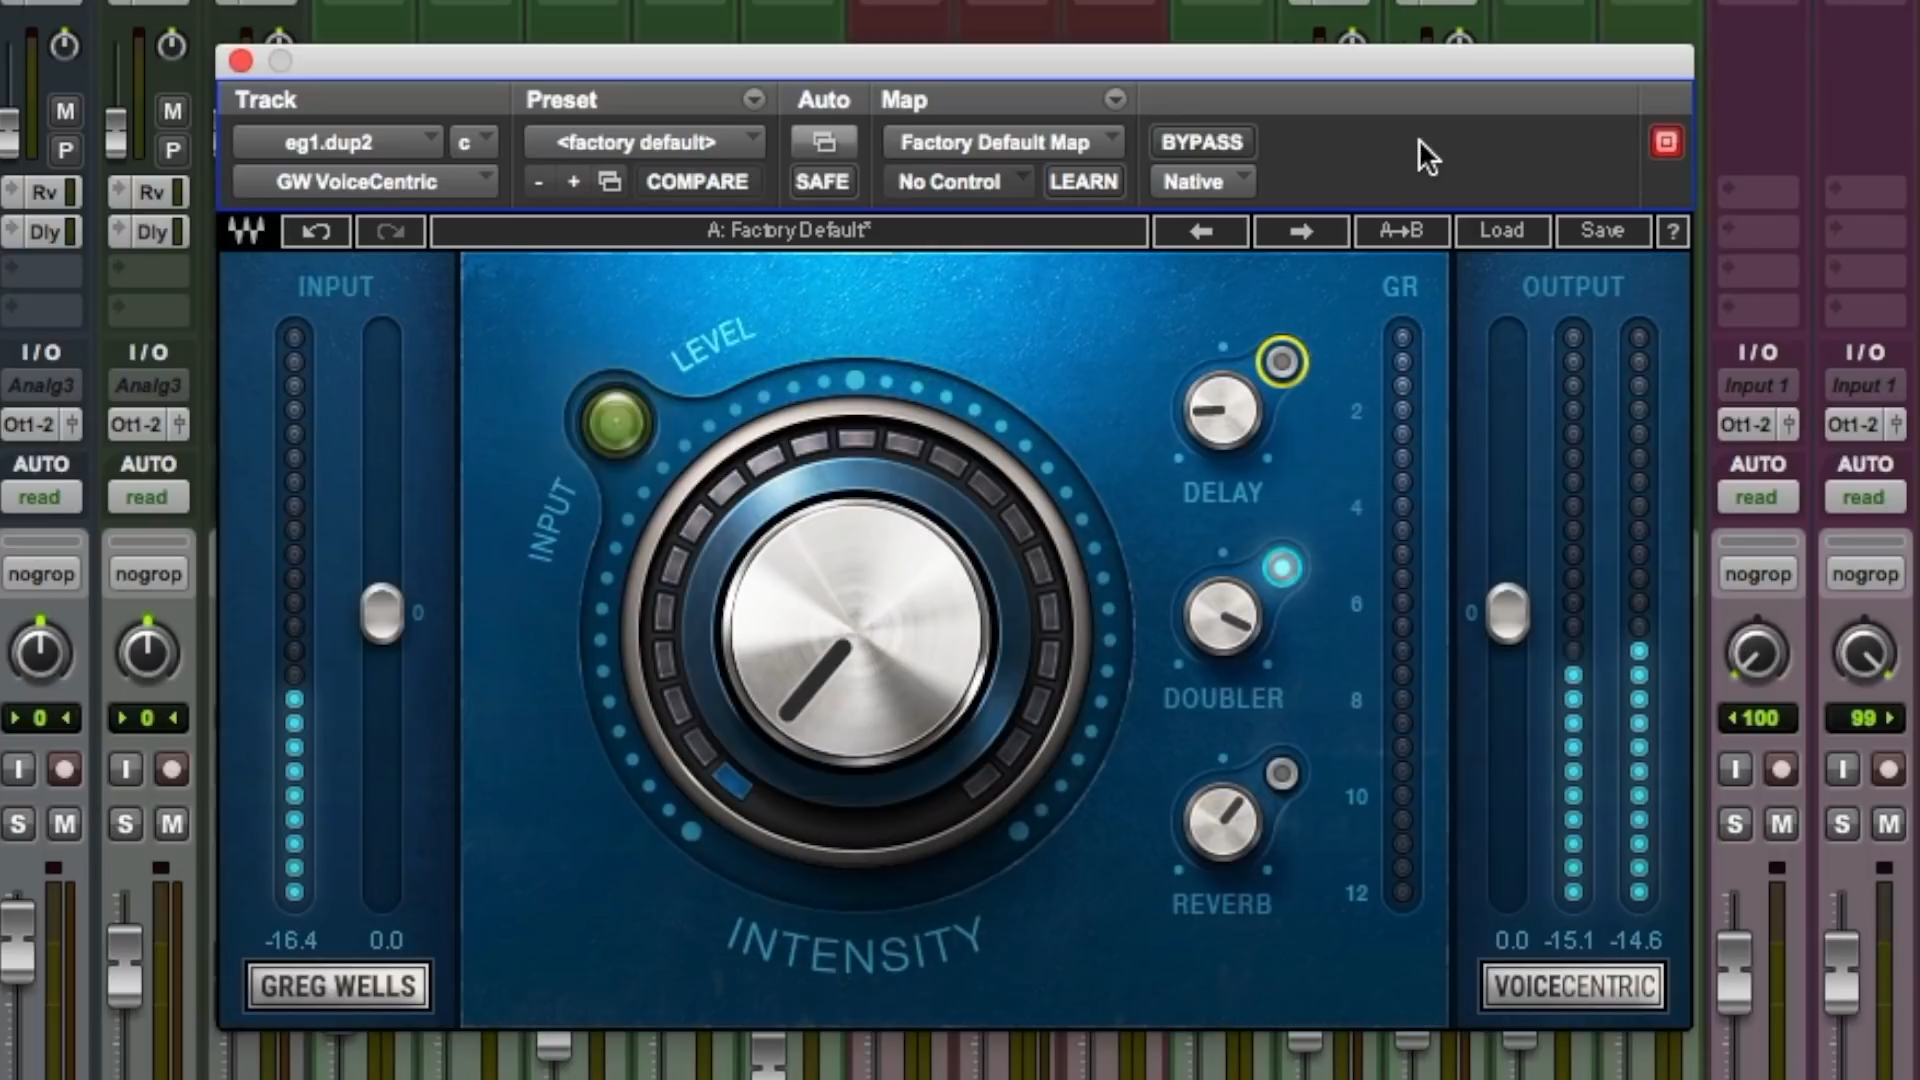 Track
Preset
Auto
Map
eg1.dup2
c
<factory default>
Factory Default Map
BYPASS
GW VoiceCentric
-
+
COMPARE
SAFE
No Control
LEARN
Native
A: Factory Default*
A→B
Load
Save
?
INPUT
GR
OUTPUT
LEVEL
INPUT
INTENSITY
DELAY
DOUBLER
REVERB
2
4
6
8
10
12
0
0
-16.4
0.0
0.0
-15.1
-14.6
GREG WELLS
VOICECENTRIC
M
M
P
P
Rv
Rv
Dly
Dly
I/O
I/O
Analg3
Analg3
Ot1-2
Ot1-2
AUTO
AUTO
read
read
nogrop
nogrop
0
0
I
I
S
M
S
M
I/O
I/O
Input 1
Input 1
Ot1-2
Ot1-2
AUTO
AUTO
read
read
nogrop
nogrop
100
99
I
I
S
M
S
M